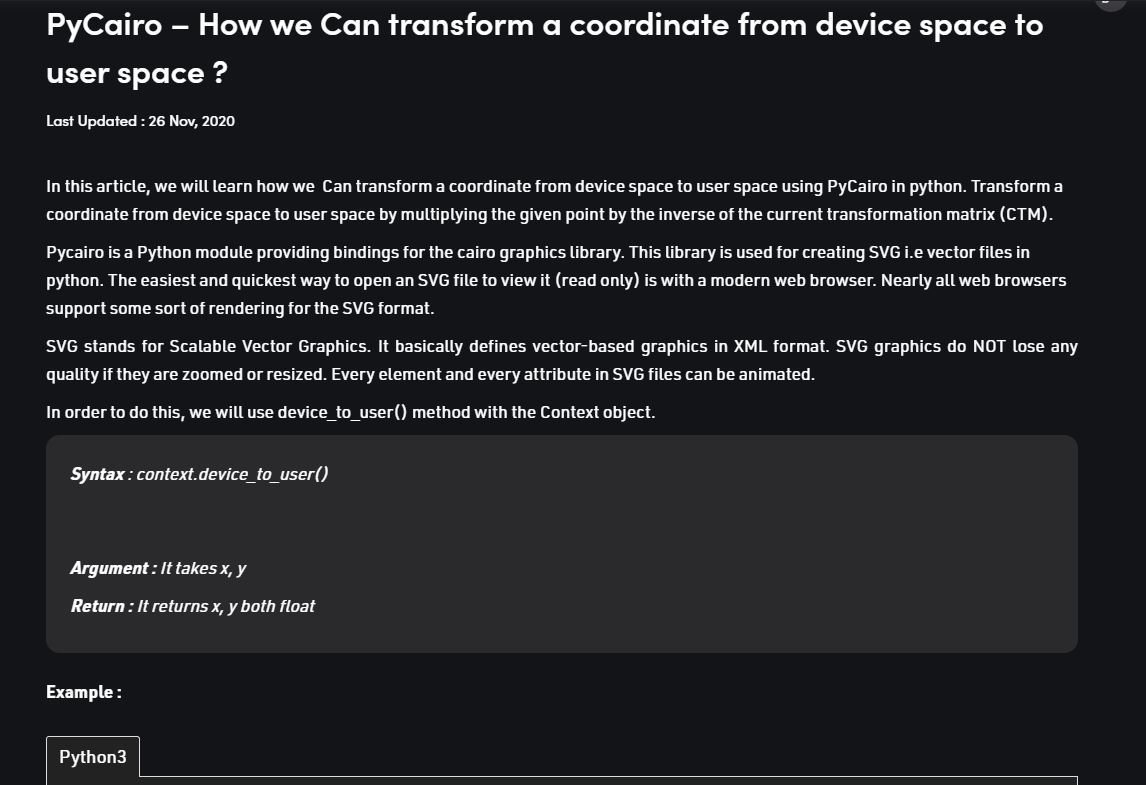 PyCairo – How we Can transform a coordinate from device space to
user space ?
Last Updated : 26 Nov, 2020
In this article, we will learn how we  Can transform a coordinate from device space to user space using PyCairo in python. Transform a
coordinate from device space to user space by multiplying the given point by the inverse of the current transformation matrix (CTM).
Pycairo is a Python module providing bindings for the cairo graphics library. This library is used for creating SVG i.e vector files in
python. The easiest and quickest way to open an SVG file to view it (read only) is with a modern web browser. Nearly all web browsers
support some sort of rendering for the SVG format.
SVG stands for Scalable Vector Graphics. It basically defines vector-based graphics in XML format. SVG graphics do NOT lose any
quality if they are zoomed or resized. Every element and every attribute in SVG files can be animated.
In order to do this, we will use device_to_user() method with the Context object.
Syntax : context.device_to_user()
Argument : It takes x, y
Return : It returns x, y both float
Example :
Python3